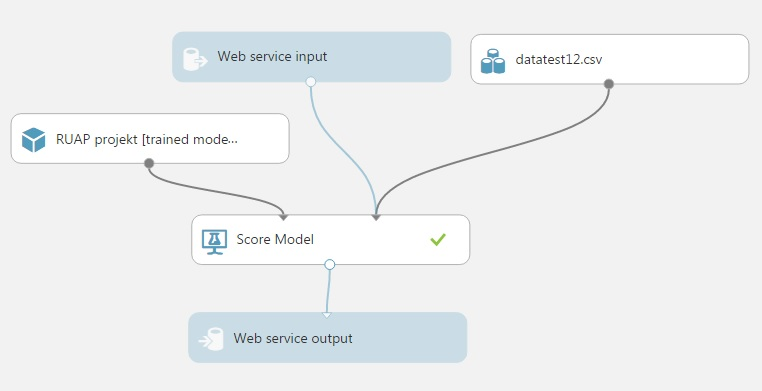 Web service input
datatest12.csv
RUAP projekt [trained mode...
Score Model
Web service output